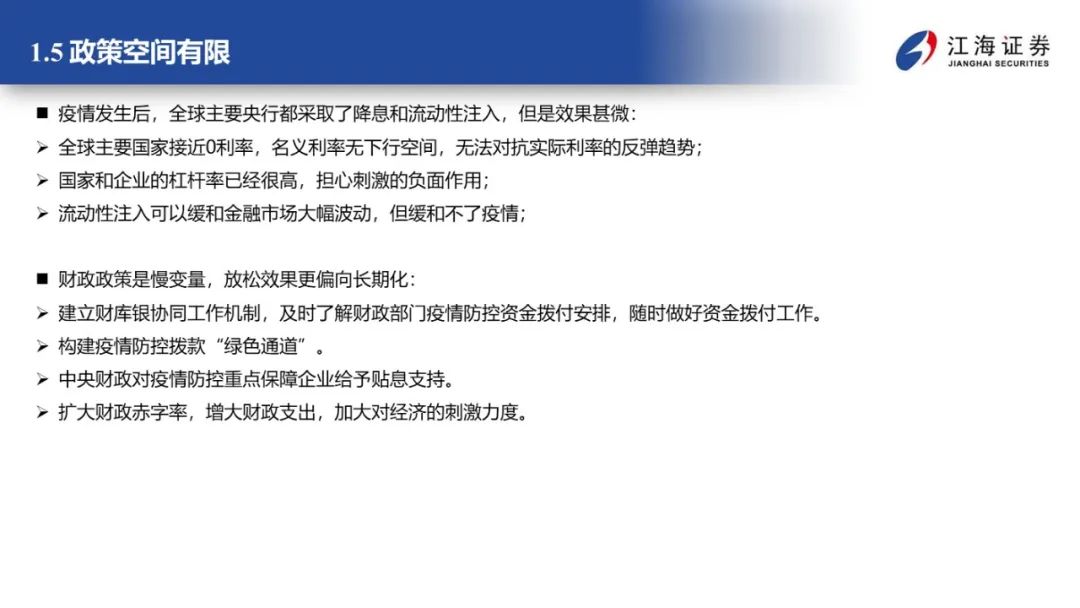 1.5 政策空间有限
江海证券
JIANGHAI SECURITIES
■ 疫情发生后，全球主要央行都采取了降息和流动性注入，但是效果甚微：
➢ 全球主要国家接近0利率，名义利率无下行空间，无法对抗实际利率的反弹趋势；
➢ 国家和企业的杠杆率已经很高，担心刺激的负面作用；
➢ 流动性注入可以缓和金融市场大幅波动，但缓和不了疫情；
■ 财政政策是慢变量，放松效果更偏向长期化：
➢ 建立财库银协同工作机制，及时了解财政部门疫情防控资金拨付安排，随时做好资金拨付工作。
➢ 构建疫情防控拨款“绿色通道”。
➢ 中央财政对疫情防控重点保障企业给予贴息支持。
➢ 扩大财政赤字率，增大财政支出，加大对经济的刺激力度。